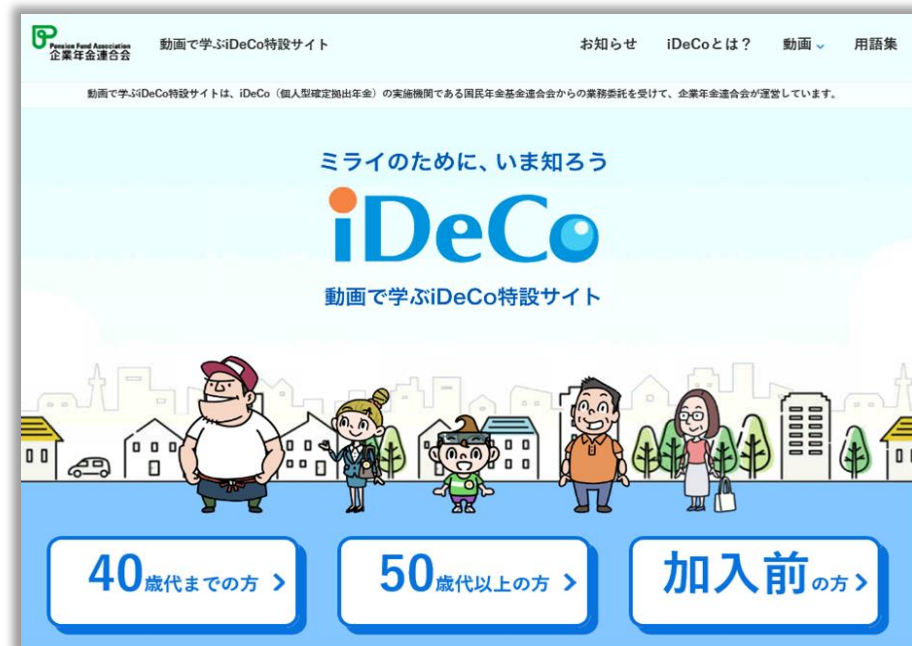 Pension Fund Association
企業年金連合会
動画で学ぶiDeCo特設サイト
お知らせ
iDeCoとは?
動画
用語集
動画で学ぶiDeCo特設サイトは、iDeCo（個人型確定拠出年金）の実施機関である国民年金基金連合会からの業務委託を受けて、企業年金連合会が運営しています。
ミライのために、いま知ろう
iDeCo
動画で学ぶiDeCo特設サイト
40歳代までの方
50歳代以上の方
加入前の方